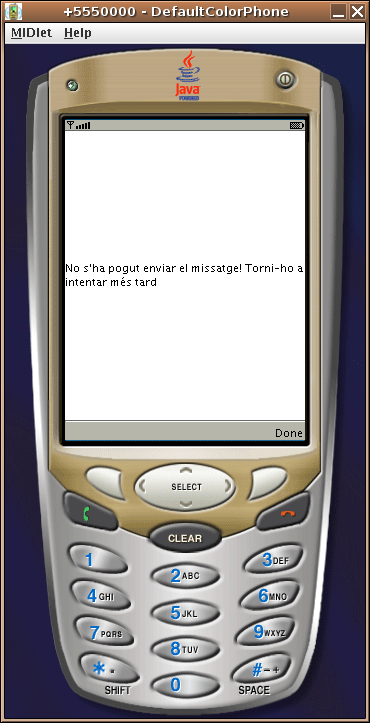 +5550000 - DefaultColorPhone
MIDlet Help
Java
POWERED
No s'ha pogut enviar el missatge! Torni-ho a
intentar més tard
Done
SELECT
CLEAR
1
2 ABC
3 DEF
4 GHI
5 JKL
6 MNO
7 PQRS
8 TUV
9 WXYZ
* .
0
# - +
SHIFT
SPACE